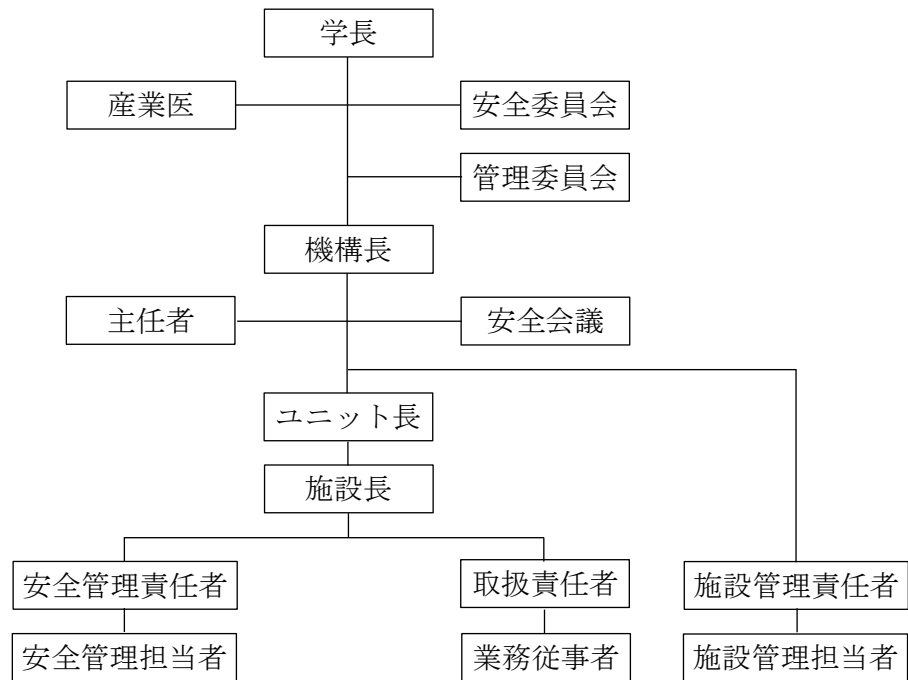 学長
産業医
安全委員会
管理委員会
機構長
主任者
安全会議
ユニット長
施設長
安全管理責任者
取扱責任者
施設管理責任者
安全管理担当者
業務従事者
施設管理担当者